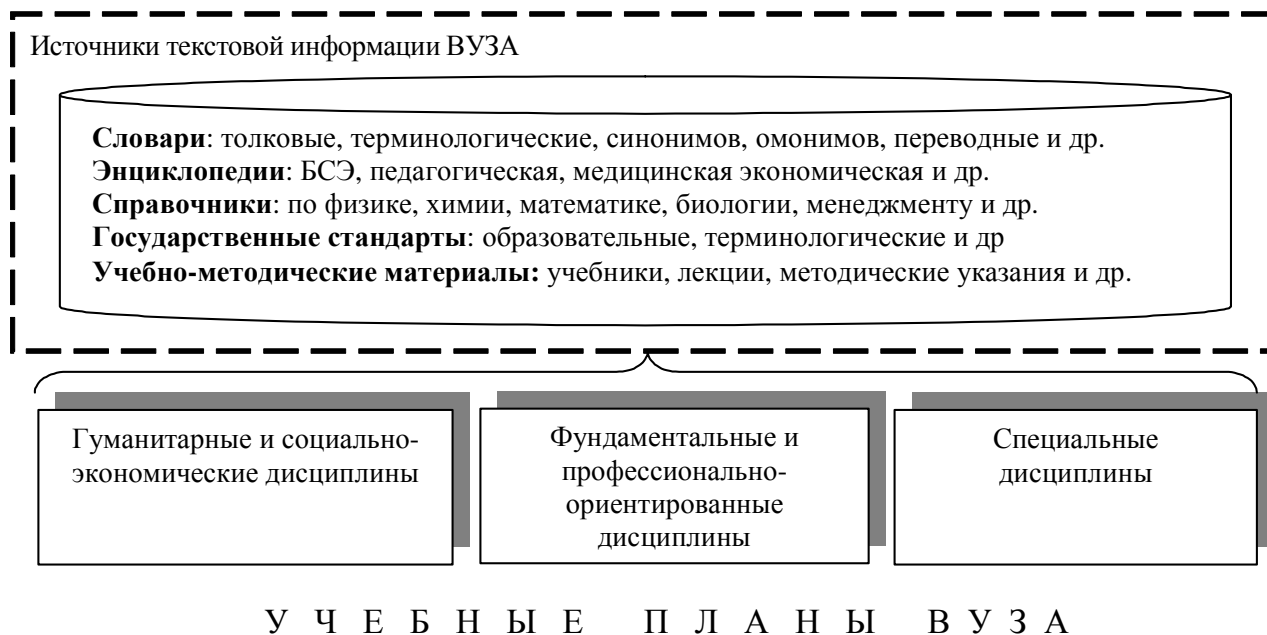 Источники текстовой информации ВУЗА
Словари: толковые, терминологические, синонимов, омонимов, переводные и др.
Энциклопедии: БСЭ, педагогическая, медицинская экономическая и др.
Справочники: по физике, химии, математике, биологии, менеджменту и др.
Государственные стандарты: образовательные, терминологические и др
Учебно-методические материалы: учебники, лекции, методические указания и др.
Гуманитарные и социально-
экономические дисциплины
Фундаментальные и
профессионально-
ориентированные
дисциплины
Специальные
дисциплины
У Ч Е Б Н Ы Е П Л А Н Ы В У З А